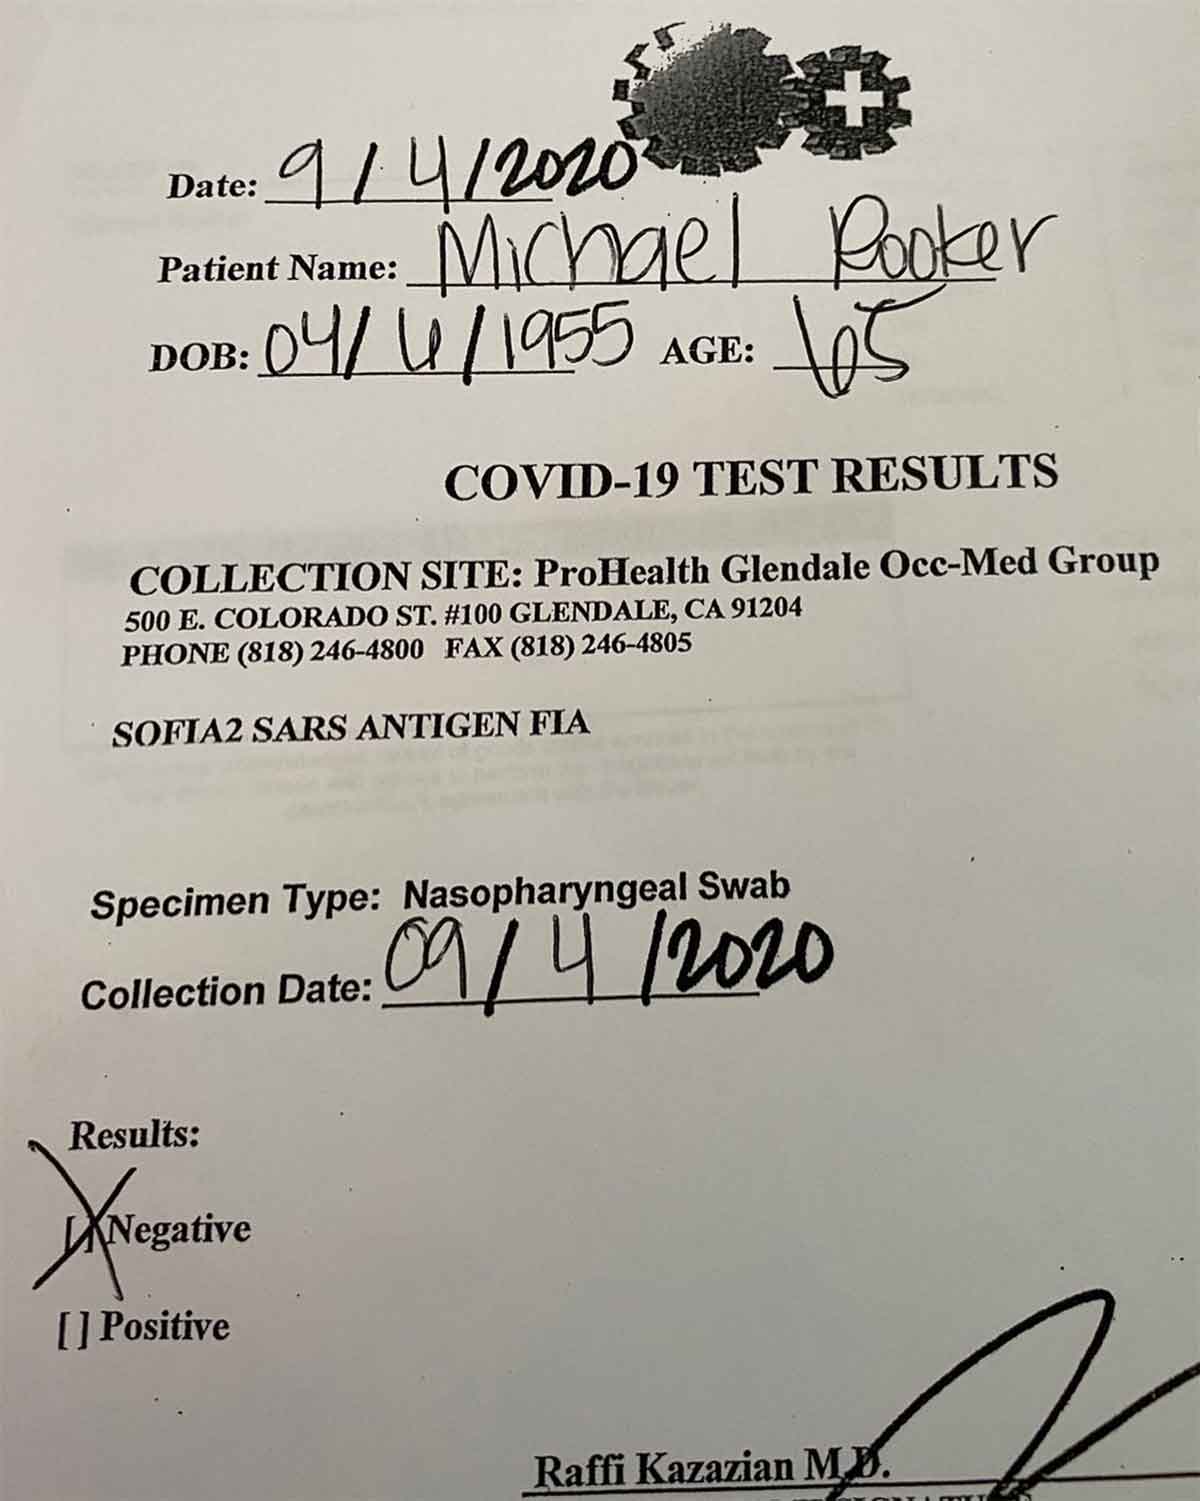 Date: 9/4/2020
Patient Name: Michael Rooker
DOB: 04/6/1955 AGE: 65
COVID-19 TEST RESULTS
COLLECTION SITE: ProHealth Glendale Occ-Med Group
500 E. COLORADO ST. #100 GLENDALE, CA 91204
PHONE (818) 246-4800 FAX (818) 246-4805
SOFIA2 SARS ANTIGEN FIA
Specimen Type: Nasopharyngeal Swab
Collection Date: 09/4/2020
Results:
[X] Negative
[ ] Positive
Raffi Kazazian M.D.